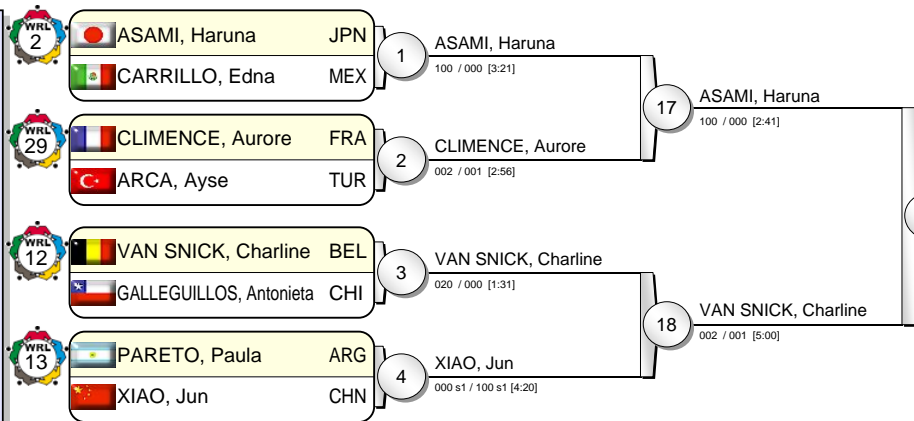 WRL
2
ASAMI, Haruna JPN
CARRILLO, Edna MEX
1
ASAMI, Haruna
100 / 000 [3:21]
17
ASAMI, Haruna
100 / 000 [2:41]
WRL
29
CLIMENCE, Aurore FRA
ARCA, Ayse TUR
2
CLIMENCE, Aurore
002 / 001 [2:56]
WRL
12
VAN SNICK, Charline BEL
GALLEGUILLOS, Antonieta CHI
3
VAN SNICK, Charline
020 / 000 [1:31]
18
VAN SNICK, Charline
002 / 001 [5:00]
WRL
13
PARETO, Paula ARG
XIAO, Jun CHN
4
XIAO, Jun
000 s1 / 100 s1 [4:20]